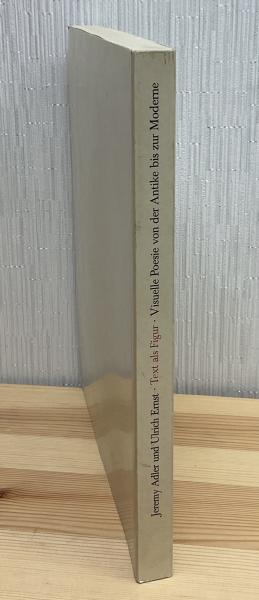 Jeremy Adler und Ulrich Ernst · Text als Figur · Visuelle Poesie von der Antike bis zur Moderne